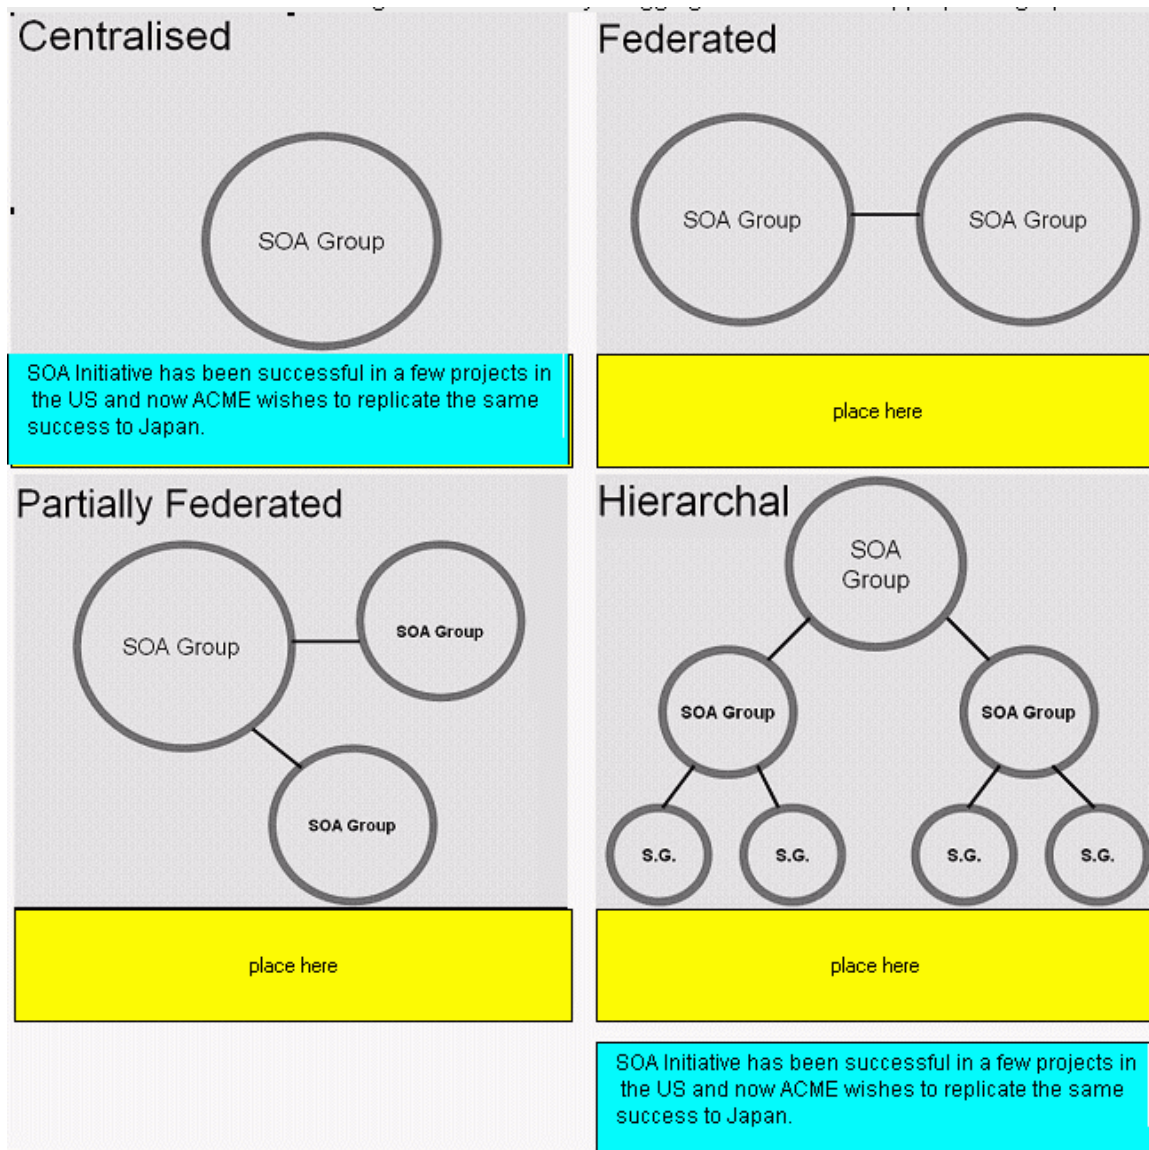 Centralised
SOA Group
SOA Initiative has been successful in a few projects in
the US and now ACME wishes to replicate the same
success to Japan.
Federated
SOA Group
SOA Group
place here
Partially Federated
SOA Group
SOA Group
SOA Group
place here
Hierarchal
SOA
Group
SOA Group
SOA Group
S.G.
S.G.
S.G.
S.G.
place here
SOA Initiative has been successful in a few projects in
the US and now ACME wishes to replicate the same
success to Japan.